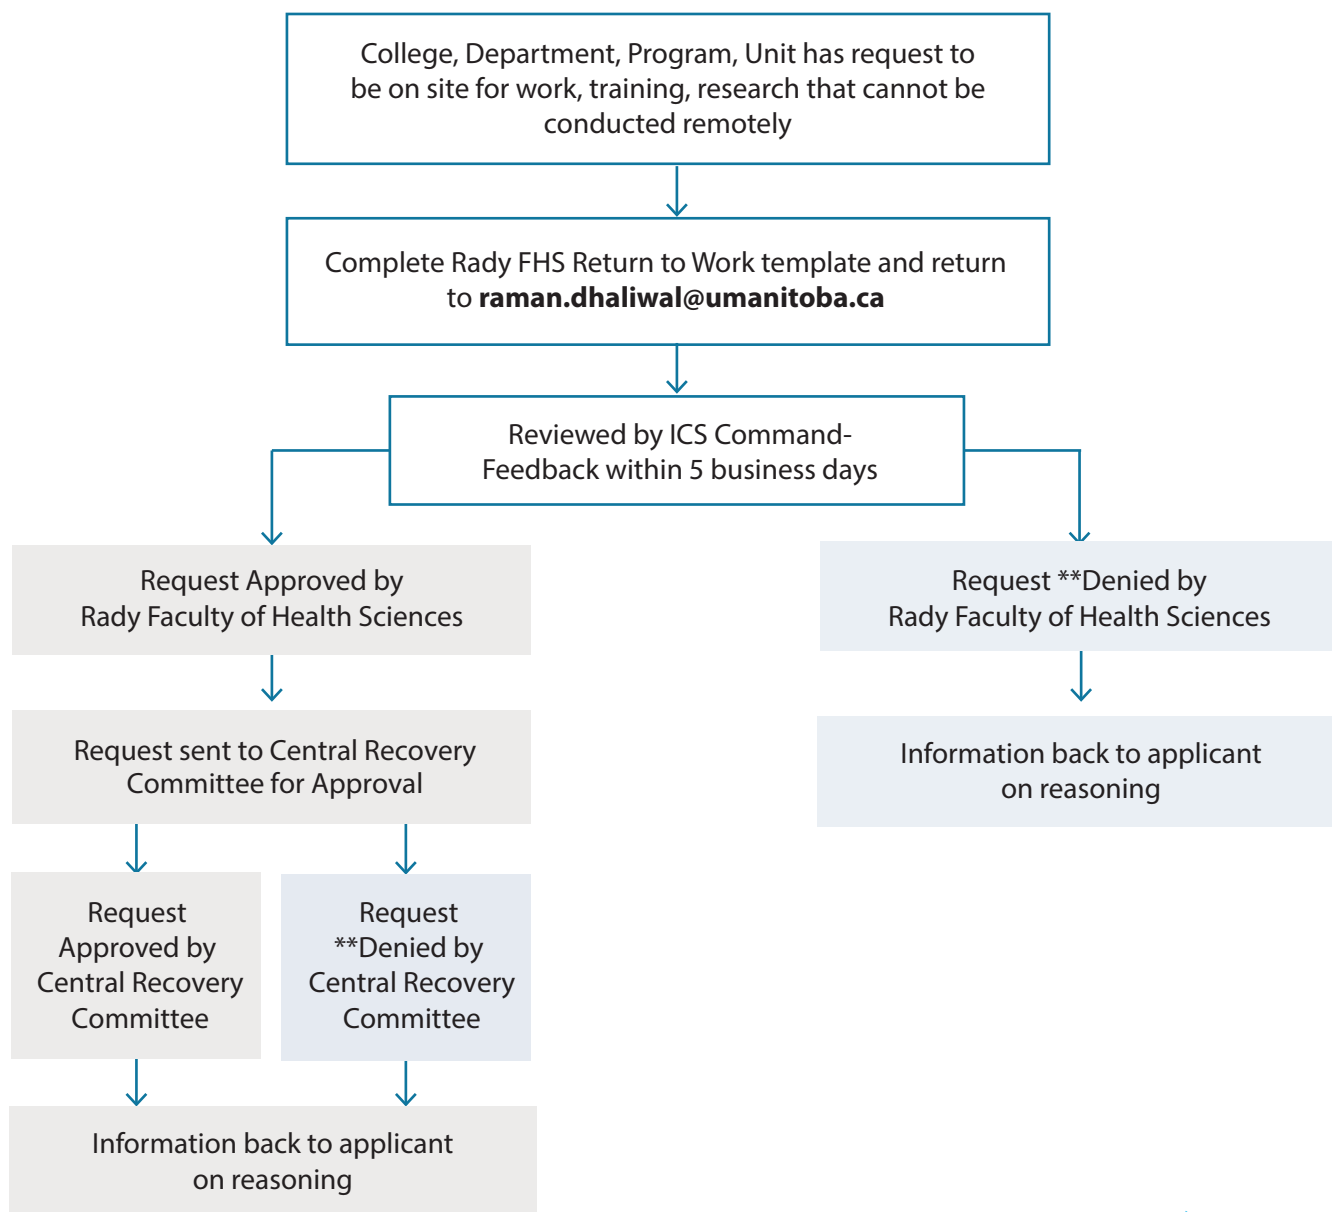 College, Department, Program, Unit has request to
be on site for work, training, research that cannot be
conducted remotely
Complete Rady FHS Return to Work template and return
to raman.dhaliwal@umanitoba.ca
Reviewed by ICS Command-
Feedback within 5 business days
Request Approved by
Rady Faculty of Health Sciences
Request **Denied by
Rady Faculty of Health Sciences
Request sent to Central Recovery
Committee for Approval
Information back to applicant
on reasoning
Request
Approved by
Central Recovery
Committee
Request
**Denied by
Central Recovery
Committee
Information back to applicant
on reasoning